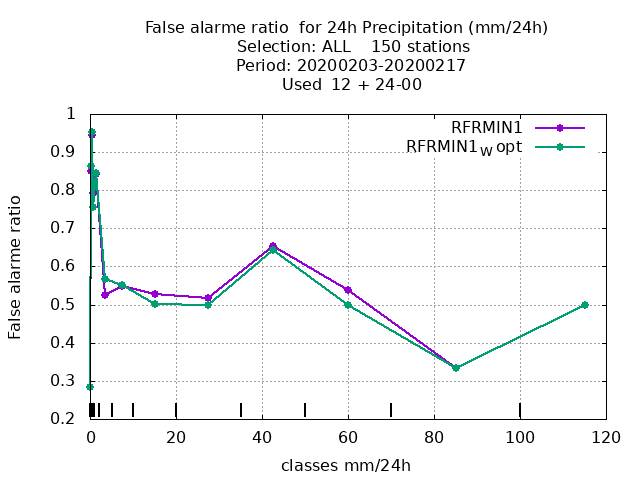 False alarme ratio  for 24h Precipitation (mm/24h)
Selection: ALL    150 stations
Period: 20200203-20200217
Used  12 + 24-00
RFRMIN1
RFRMIN1W opt
1
0.9
0.8
0.7
0.6
0.5
0.4
0.3
0.2
False alarme ratio
0 20 40 60 80 100 120
classes mm/24h